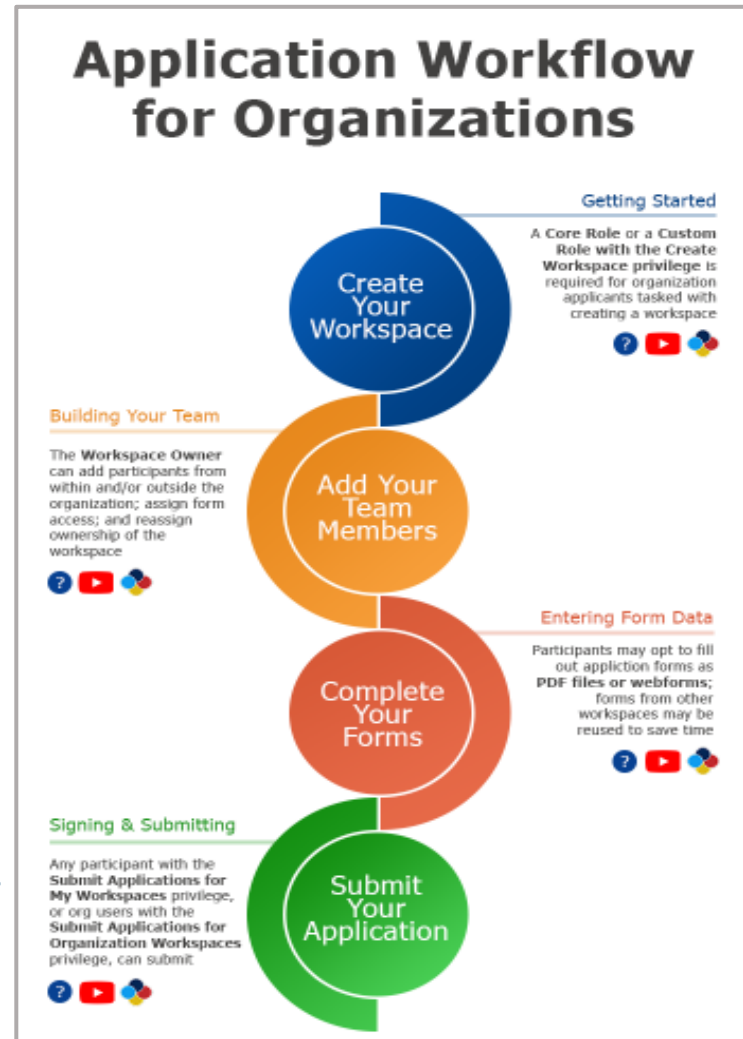 Application Workflow
for Organizations
Getting Started
A Core Role or a Custom
Role with the Create
Workspace privilege is
required for organization
applicants tasked with
creating a workspace
?
Create
Your
Workspace
Building Your Team
The Workspace Owner
can add participants from
within and/or outside the
organization; assign form
access; and reassign
ownership of the
workspace
?
Add Your
Team
Members
Entering Form Data
Participants may opt to fill
out appliction forms as
PDF files or webforms;
forms from other
workspaces may be
reused to save time
?
Complete
Your
Forms
Signing & Submitting
Any participant with the
Submit Applications for
My Workspaces privilege,
or org users with the
Submit Applications for
Organization Workspaces
privilege, can submit
?
Submit
Your
Application